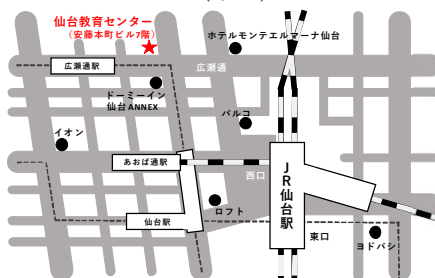 仙台教育センター
（安藤本町ビル7階）
ホテルモンテエルマーナ仙台
広瀬通駅
広瀬通
ドーミーイン
仙台ANNEX
パルコ
イオン
あおば通駅
西口
JR仙台駅
ロフト
仙台駅
東口
ヨドバシ